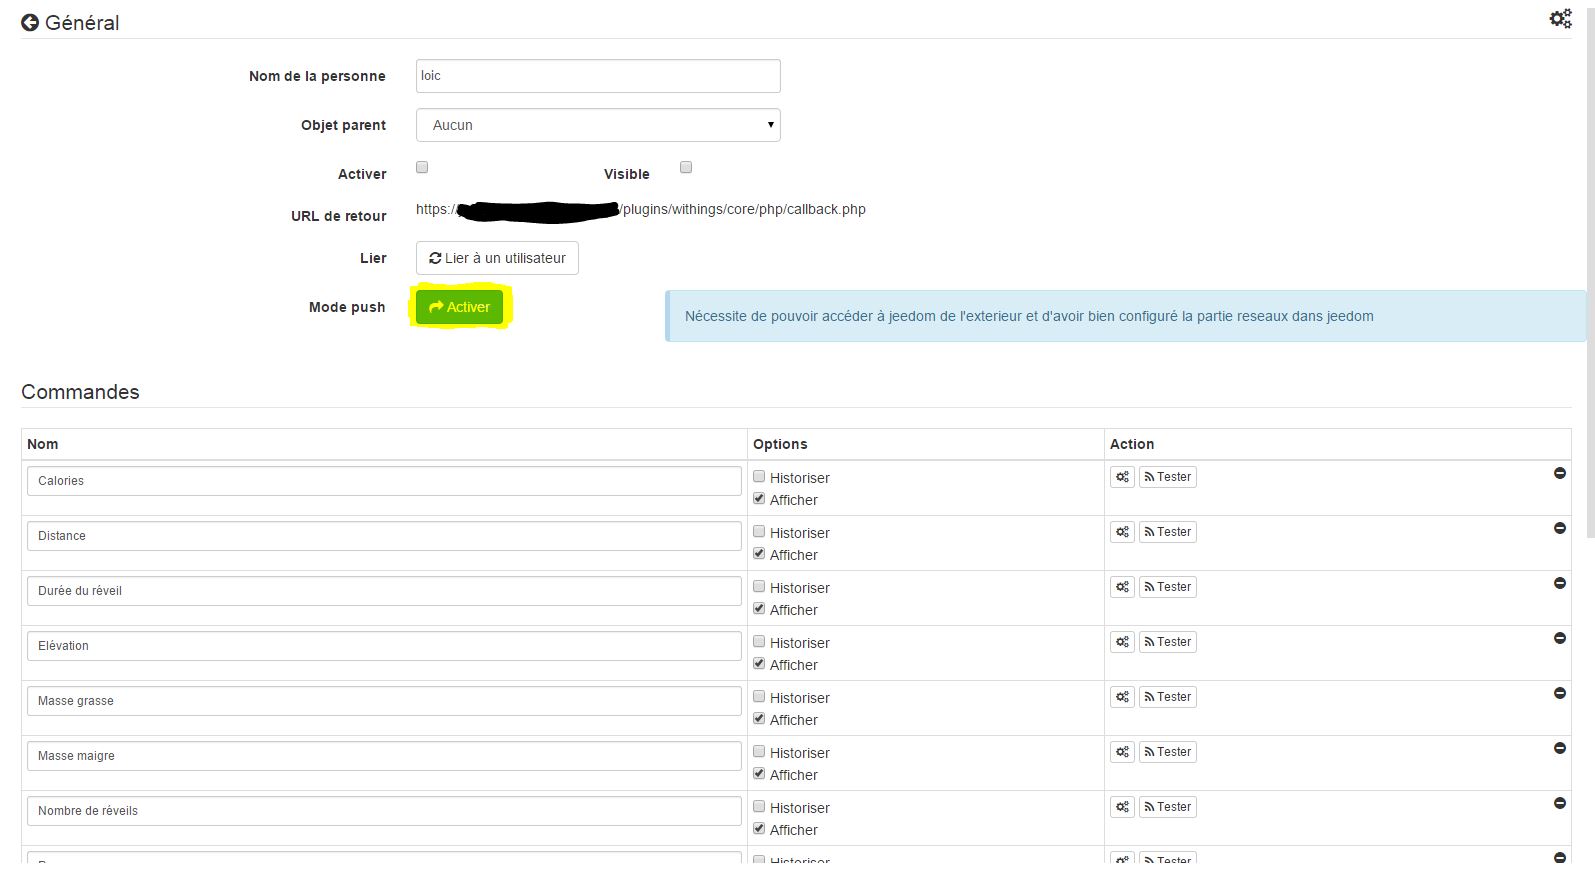 Général
Nom de la personne loic
Objet parent Aucun
Activer Visible
URL de retour https:/ /plugins/withings/core/php/callback.php
Lier Lier à un utilisateur
Mode push Activer Nécessite de pouvoir accéder à jeedom de l'exterieur et d'avoir bien configuré la partie reseaux dans jeedom
Commandes
Nom Options Action
Calories Historiser Tester
Afficher
Distance Historiser Tester
Afficher
Durée du réveil Historiser Tester
Afficher
Elévation Historiser Tester
Afficher
Masse grasse Historiser Tester
Afficher
Masse maigre Historiser Tester
Afficher
Nombre de réveils Historiser Tester
Afficher
Historiser Tester